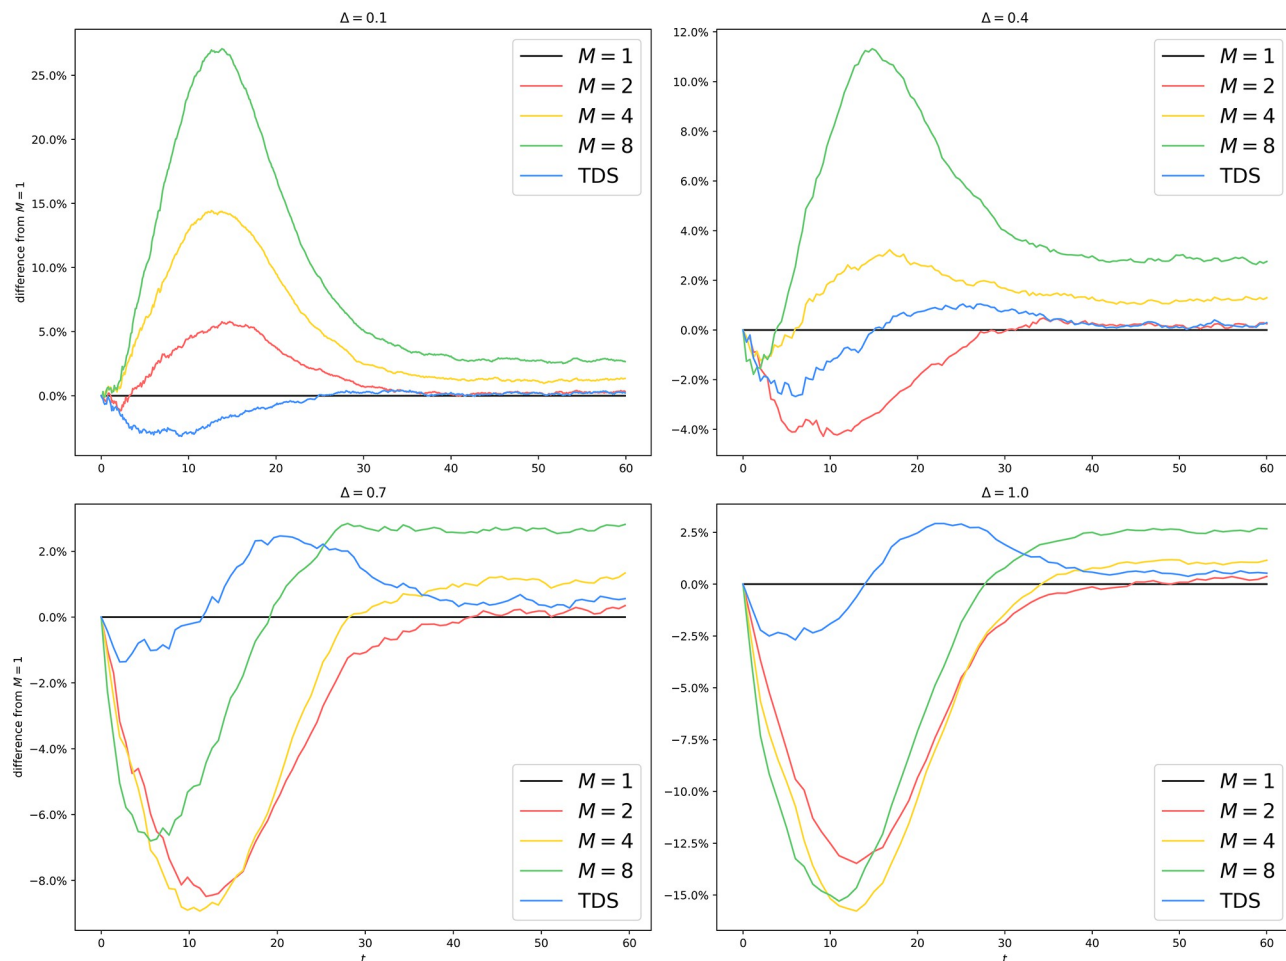 Δ = 0.1
25.0%
20.0%
15.0%
10.0%
5.0%
0.0%
difference from M = 1
0 10 20 30 40 50 60
M = 1
M = 2
M = 4
M = 8
TDS
Δ = 0.4
12.0%
10.0%
8.0%
6.0%
4.0%
2.0%
0.0%
−2.0%
−4.0%
0 10 20 30 40 50 60
M = 1
M = 2
M = 4
M = 8
TDS
Δ = 0.7
2.0%
0.0%
−2.0%
−4.0%
−6.0%
−8.0%
difference from M = 1
0 10 20 30 40 50 60
t
M = 1
M = 2
M = 4
M = 8
TDS
Δ = 1.0
2.5%
0.0%
−2.5%
−5.0%
−7.5%
−10.0%
−12.5%
−15.0%
0 10 20 30 40 50 60
t
M = 1
M = 2
M = 4
M = 8
TDS